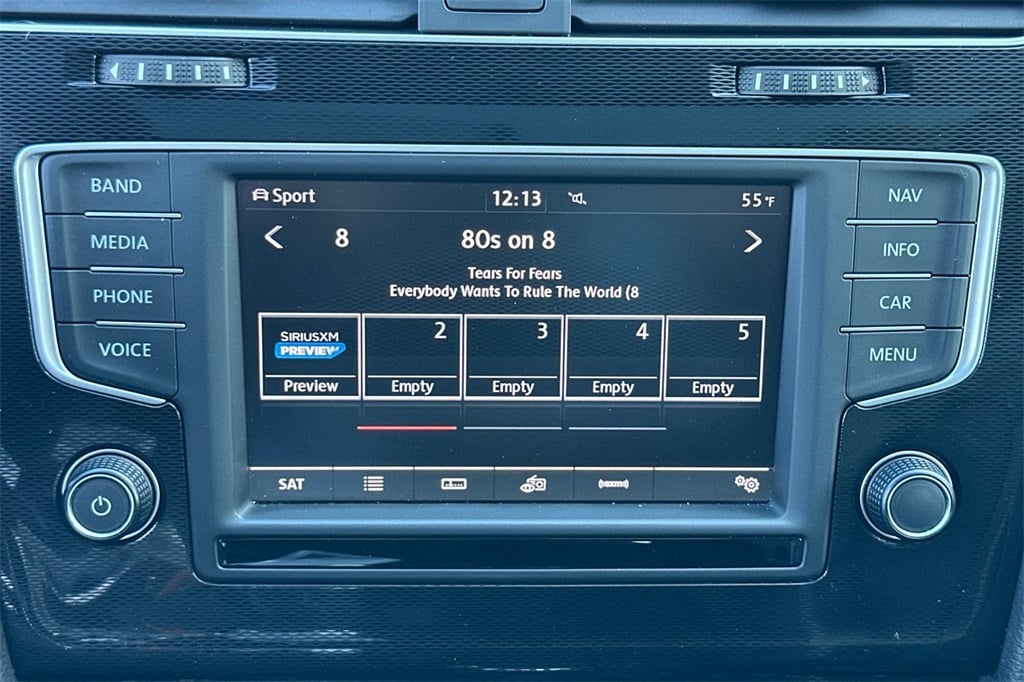 BAND
MEDIA
PHONE
VOICE
Sport 12:13 55°F
8 80s on 8
Tears For Fears
Everybody Wants To Rule The World (8
SIRIUSXM
PREVIEW
Preview
2
Empty
3
Empty
4
Empty
5
Empty
SAT
((SXM))
NAV
INFO
CAR
MENU